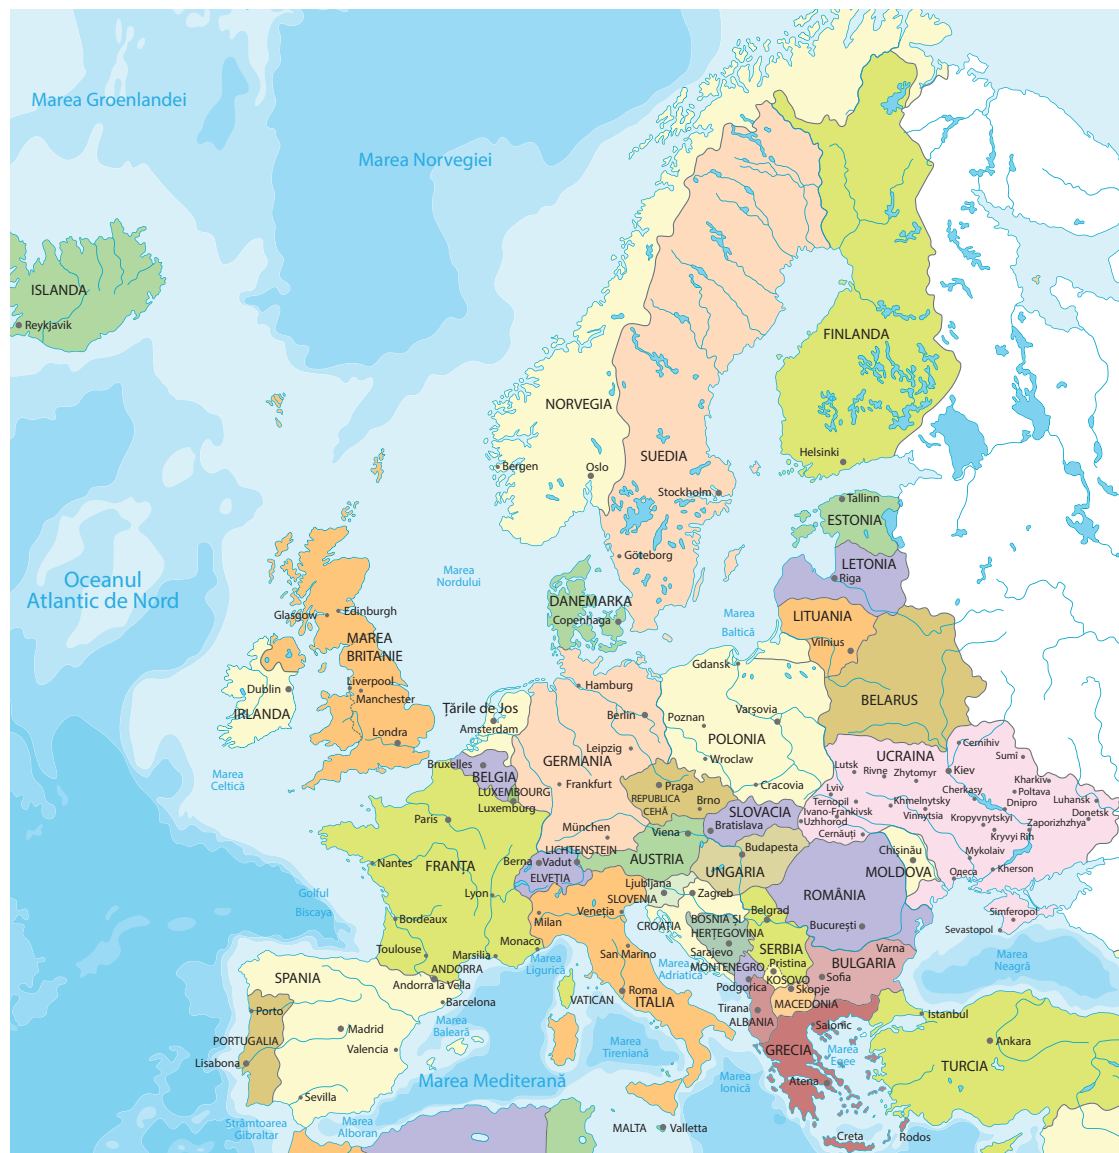 Marea Groenlandei
Marea Norvegiei
ISLANDA
Reykjavik
FINLANDA
NORVEGIA
SUEDIA
Helsinki
Bergen
Oslo
Stockholm
Tallinn
ESTONIA
Göteborg
LETONIA
Riga
Marea
Nordului
Oceanul
Atlantic de Nord
DANEMARKA
Copenhaga
Marea
Baltică
LITUANIA
Vilnius
Glasgow
Edinburgh
MAREA
BRITANIE
Gdansk
Liverpool
Manchester
Dublin
IRLANDA
Hamburg
BELARUS
Țările de Jos
Amsterdam
Berlin
Poznan
Varșovia
POLONIA
Londra
Leipzig
Wroclaw
Cernihiv
UCRAINA
Sumî
Bruxelles
BELGIA
GERMANIA
Lutsk
Rivne
Zhytomyr
Kiev
Kharkiv
Marea
Celtică
LUXEMBOURG
Luxemburg
Frankfurt
Praga
REPUBLICA
CEHĂ
Brno
Cracovia
Lviv
Ternopil
Ivano-Frankivsk
Uzhorod
Cernăuți
Khmelnytsky
Vinnytsia
Cherkasy
Poltava
Dnipro
Kropyvnytskyi
Kryvyi Rih
Zaporizhzhya
Luhansk
Donetsk
Paris
München
Viena
SLOVACIA
Bratislava
LICHTENSTEIN
Nantes
FRANȚA
Berna
Vadut
ELVEȚIA
AUSTRIA
Budapesta
UNGARIA
Chișinău
MOLDOVA
Mykolaiv
Одеса
Kherson
Golful
Biscaya
Lyon
Ljubljana
SLOVENIA
Zagreb
ROMÂNIA
Simferopol
Sevastopol
Bordeaux
Milan
Veneția
CROAȚIA
BOSNIA ȘI
HERȚEGOVINA
Belgrad
București
Toulouse
Marsilia
Monaco
San Marino
Sarajevo
SERBIA
Varna
BULGARIA
Marea
Neagră
SPANIA
ANDORRA
Andorra la Vella
Marea
Ligurică
Marea
Adriatică
MONTENEGRO
Podgorica
Pristina
KOSOVO
Sofia
Skopje
MACEDONIA
Barcelona
Porto
PORTUGALIA
Madrid
VATICAN
Roma
ITALIA
Tirana
ALBANIA
Salonic
Istanbul
Marea
Baleară
Valencia
Lisabona
Marea
Tireniană
GRECIA
Marea
Egee
Ankara
TURCIA
Marea Mediterană
Marea
Ionică
Atena
Sevilla
Strâmtoarea
Gibraltar
Marea
Alboran
MALTA
Valletta
Creta
Rodos